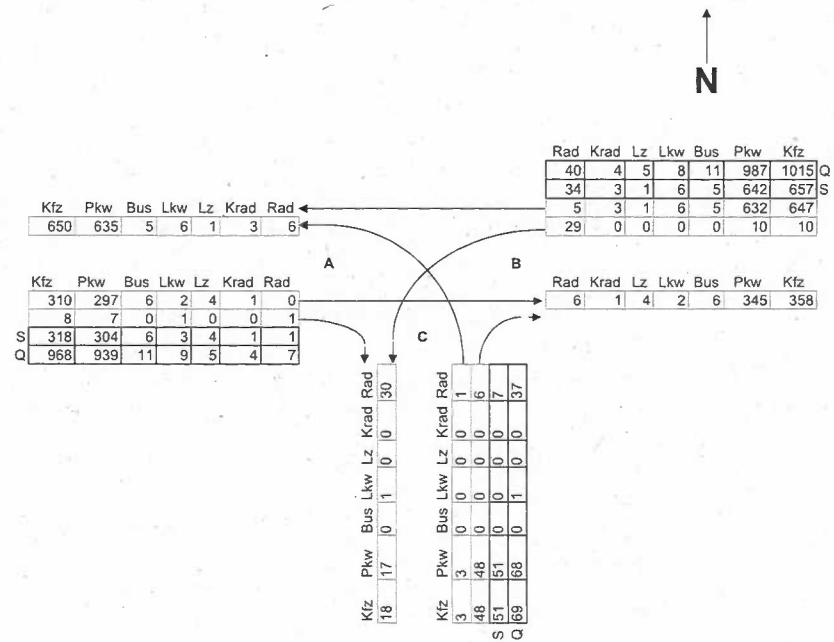 N
Rad Krad Lz Lkw Bus Pkw Kfz
40 4 5 8 11 987 1015 Q
34 3 1 6 5 642 657 S
5 3 1 6 5 632 647
29 0 0 0 0 10 10
Kfz Pkw Bus Lkw Lz Krad Rad
650 635 5 6 1 3 6
A
B
Kfz Pkw Bus Lkw Lz Krad Rad
310 297 6 2 4 1 0
8 7 0 1 0 0 1
S 318 304 6 3 4 1 1
Q 968 939 11 9 5 4 7
Rad Krad Lz Lkw Bus Pkw Kfz
6 1 4 2 6 345 358
C
Kfz Pkw Bus Lkw Lz Krad Rad
18 17 0 1 0 0 30
Kfz Pkw Bus Lkw Lz Krad Rad
3 3 0 0 0 0 1
48 48 0 0 0 0 6
S 51 51 0 0 0 0 7
Q 69 68 0 1 0 0 37